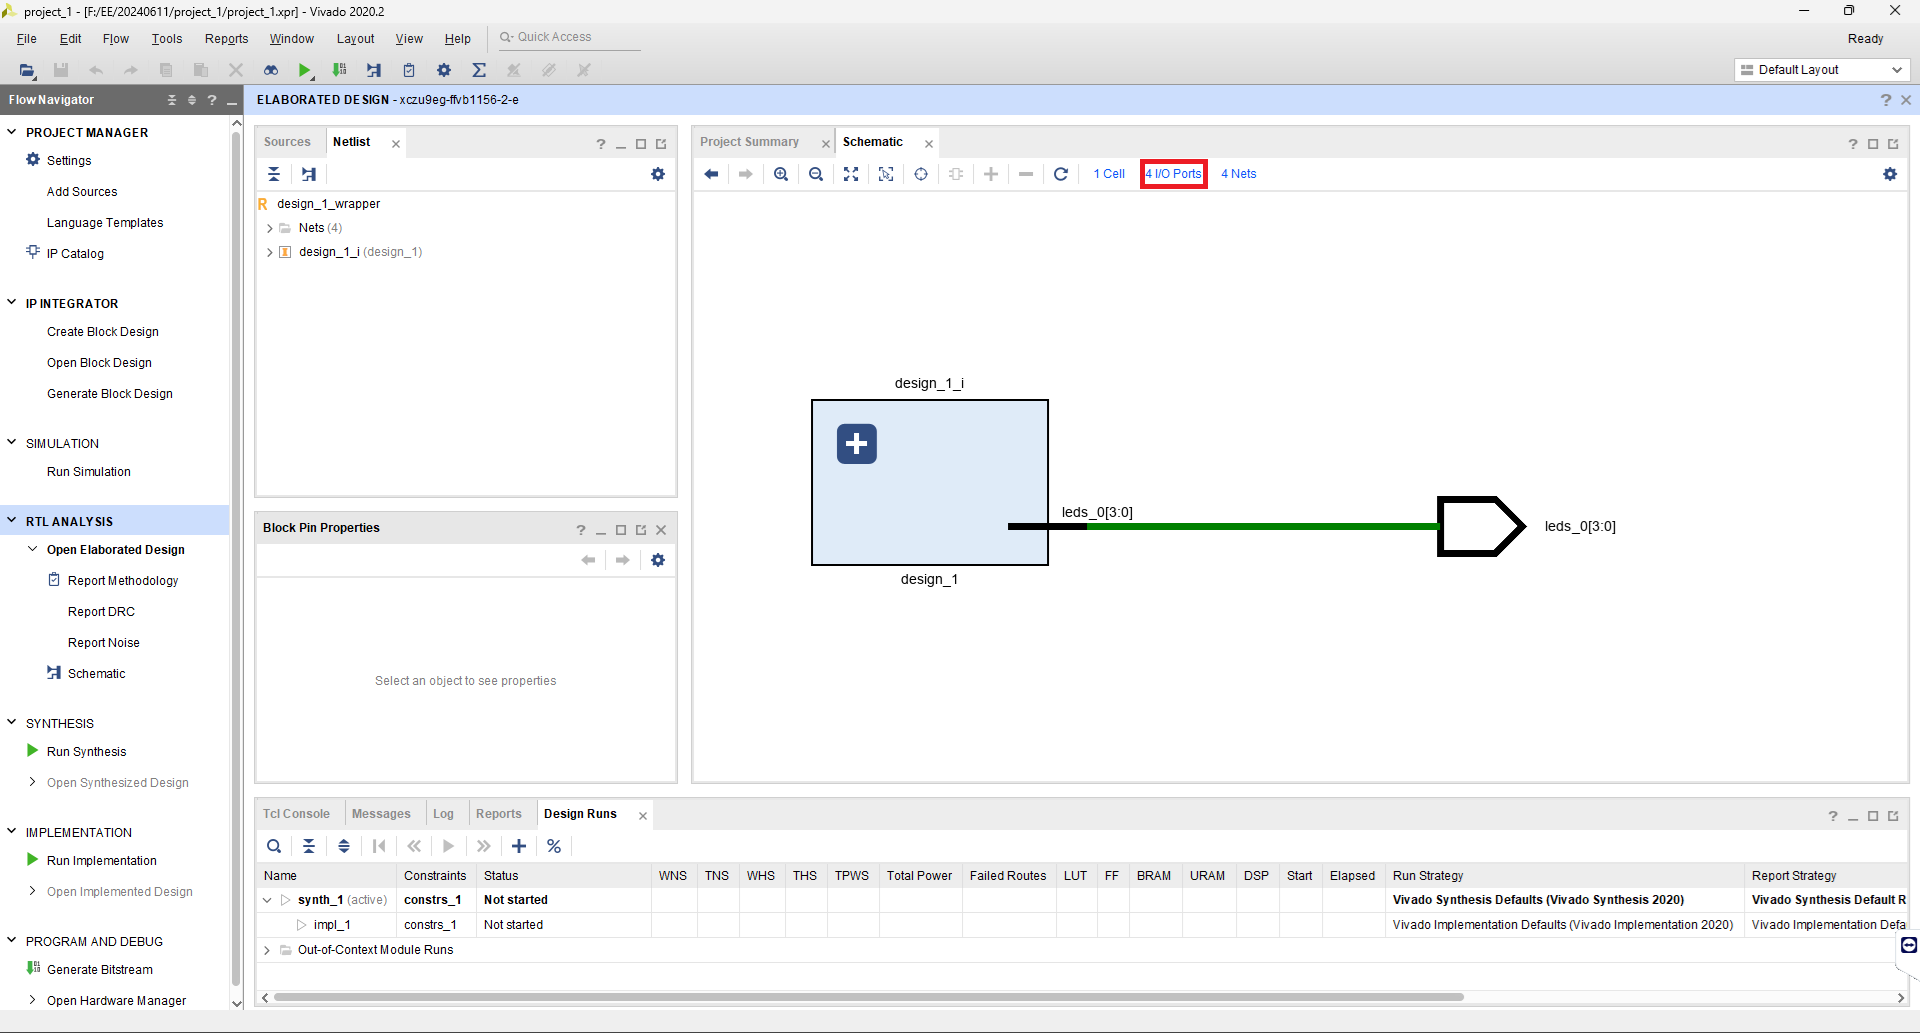 project_1 - [F:/EE/20240611/project_1/project_1.xpr] - Vivado 2020.2
File Edit Flow Tools Reports Window Layout View Help Quick Access Ready
Default Layout
Flow Navigator
ELABORATED DESIGN - xczu9eg-ffvb1156-2-e
PROJECT MANAGER
Settings
Add Sources
Language Templates
IP Catalog
IP INTEGRATOR
Create Block Design
Open Block Design
Generate Block Design
SIMULATION
Run Simulation
RTL ANALYSIS
Open Elaborated Design
Report Methodology
Report DRC
Report Noise
Schematic
SYNTHESIS
Run Synthesis
Open Synthesized Design
IMPLEMENTATION
Run Implementation
Open Implemented Design
PROGRAM AND DEBUG
Generate Bitstream
Open Hardware Manager
Sources Netlist
design_1_wrapper
Nets (4)
design_1_i (design_1)
Block Pin Properties
Select an object to see properties
Project Summary Schematic
1 Cell 4 I/O Ports 4 Nets
design_1_i
leds_0[3:0]
leds_0[3:0]
design_1
Tcl Console Messages Log Reports Design Runs
Name Constraints Status WNS TNS WHS THS TPWS Total Power Failed Routes LUT FF BRAM URAM DSP Start Elapsed Run Strategy Report Strategy
synth_1 (active) constrs_1 Not started Vivado Synthesis Defaults (Vivado Synthesis 2020) Vivado Synthesis Default R
impl_1 constrs_1 Not started Vivado Implementation Defaults (Vivado Implementation 2020) Vivado Implementation Defa
Out-of-Context Module Runs